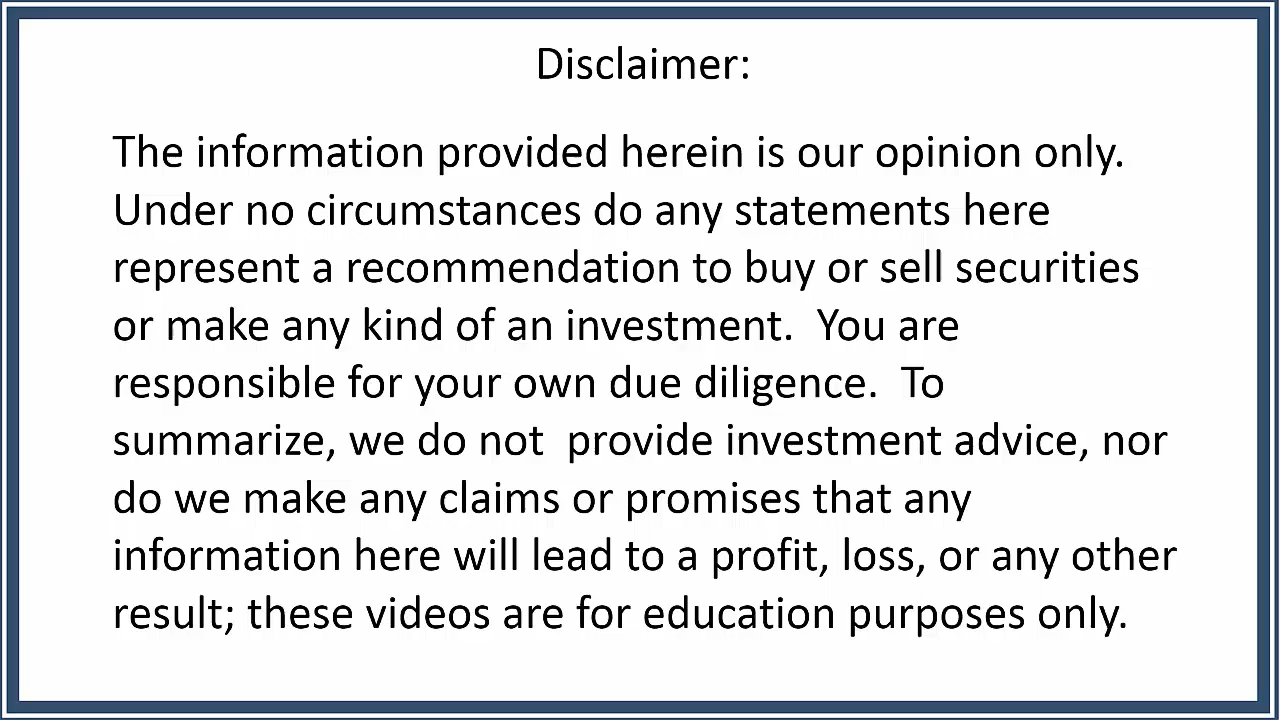 Disclaimer:
The information provided herein is our opinion only.
Under no circumstances do any statements here
represent a recommendation to buy or sell securities
or make any kind of an investment.  You are
responsible for your own due diligence.  To
summarize, we do not  provide investment advice, nor
do we make any claims or promises that any
information here will lead to a profit, loss, or any other
result; these videos are for education purposes only.